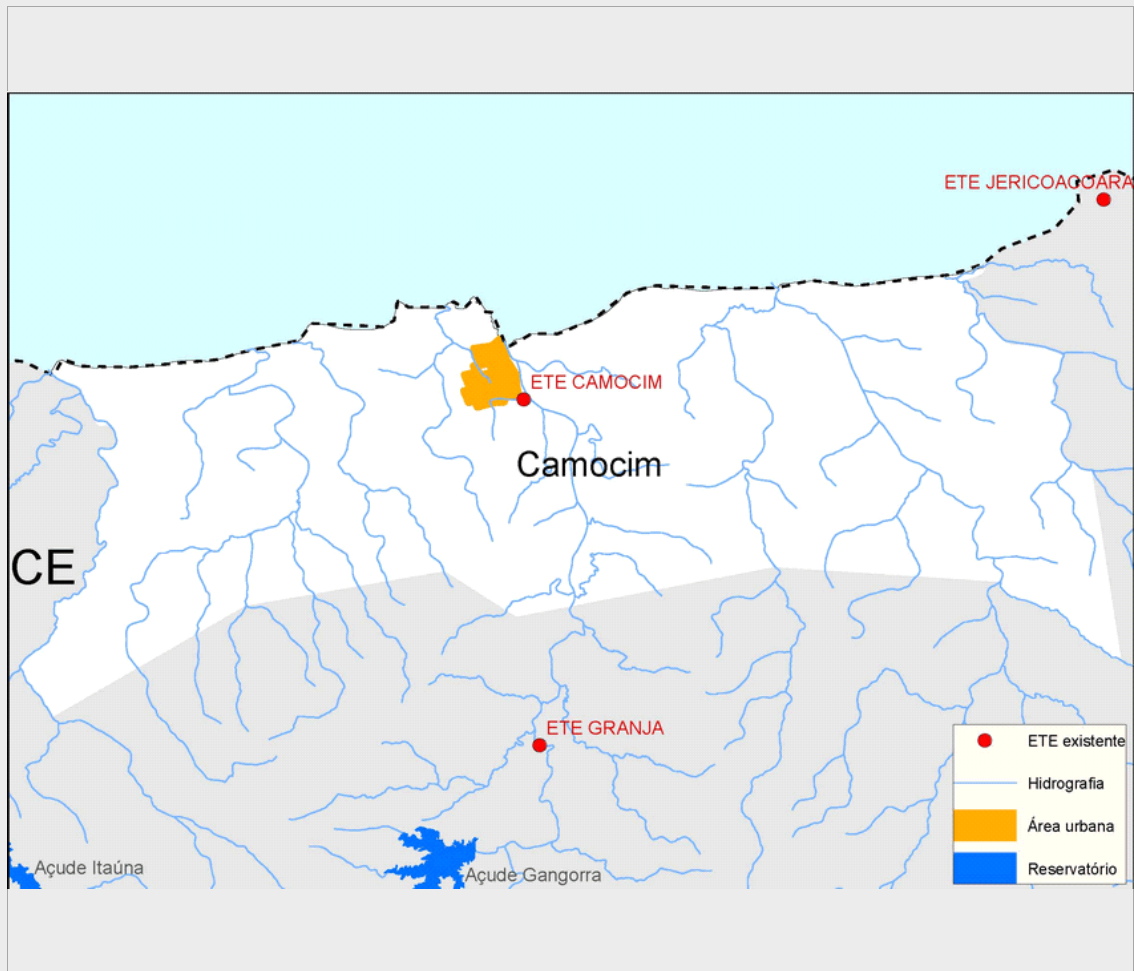 ETE JERICOACOARA
ETE CAMOCIM
Camocim
CE
ETE GRANJA
ETE existente
Hidrografia
Área urbana
Reservatório
Açude Itaúna
Açude Gangorra